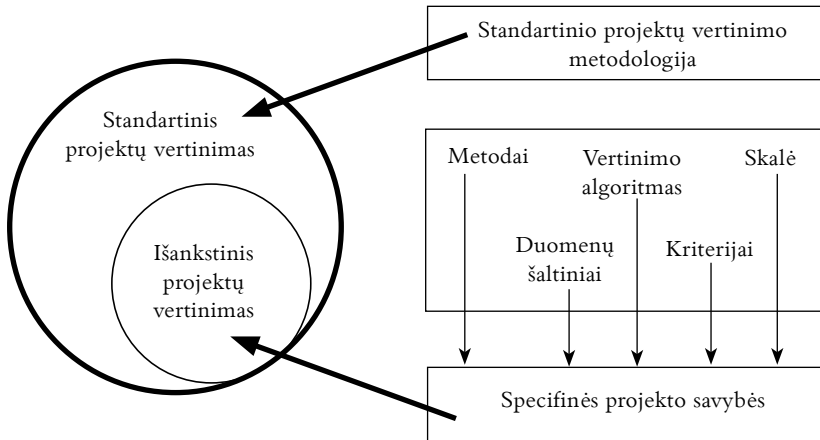 Standartinio projektų vertinimo
metodologija
Standartinis
projektų vertinimas
Išankstinis
projektų
vertinimas
Metodai
Vertinimo
algoritmas
Skalė
Duomenų
šaltiniai
Kriterijai
Specifinės projekto savybės